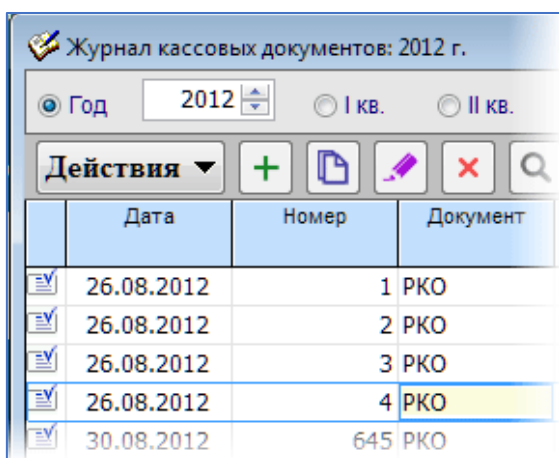 Журнал кассовых документов: 2012 г.
Год 2012 I кв. II кв.
Действия
Дата Номер Документ
26.08.2012 1 РКО
26.08.2012 2 РКО
26.08.2012 3 РКО
26.08.2012 4 РКО
30.08.2012 645 РКО